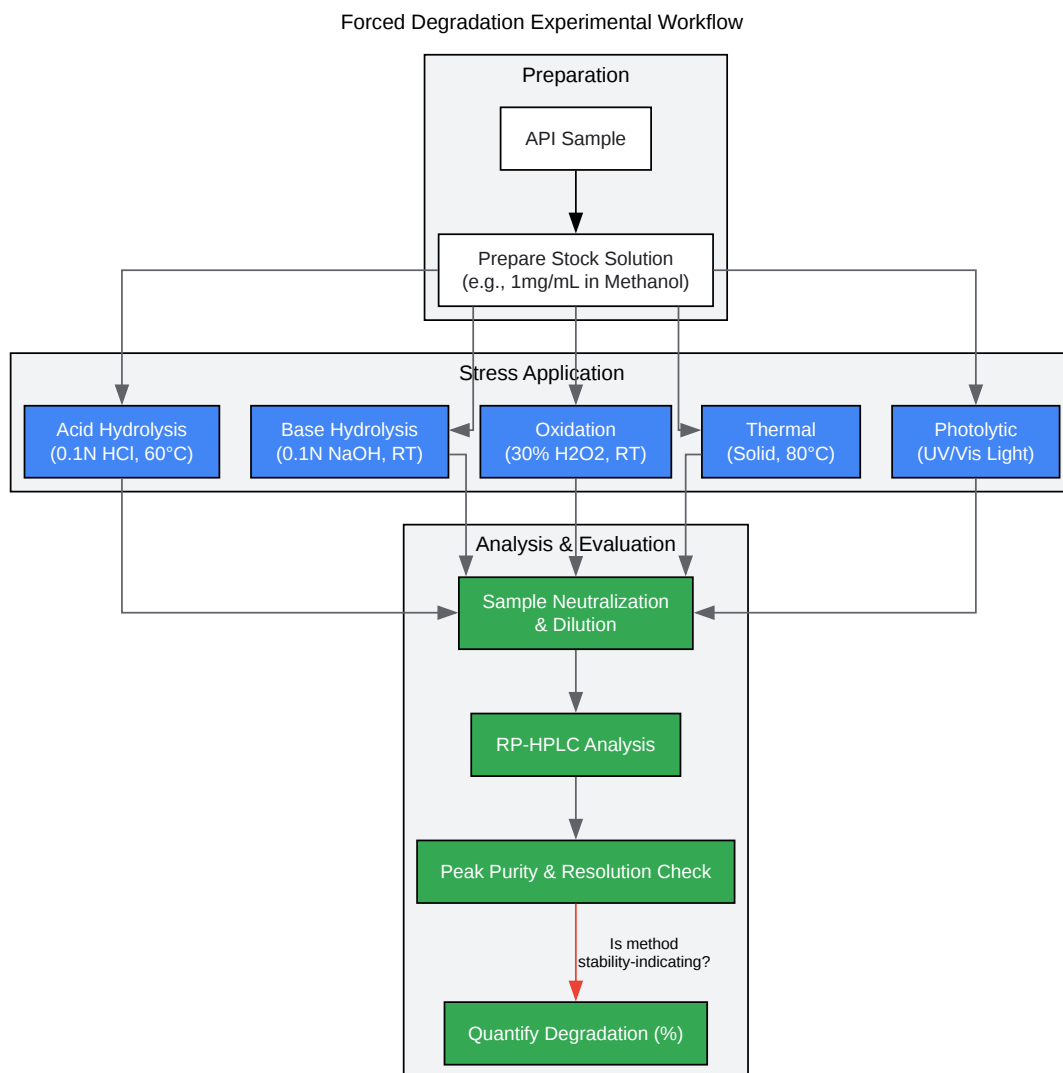 Forced Degradation Experimental Workflow
Preparation
API Sample
Prepare Stock Solution
(e.g., 1mg/mL in Methanol)
Stress Application
Acid Hydrolysis
(0.1N HCl, 60°C)
Base Hydrolysis
(0.1N NaOH, RT)
Oxidation
(30% H2O2, RT)
Thermal
(Solid, 80°C)
Photolytic
(UV/Vis Light)
Analysis & Evaluation
Sample Neutralization
& Dilution
RP-HPLC Analysis
Peak Purity & Resolution Check
Is method
stability-indicating?
Quantify Degradation (%)